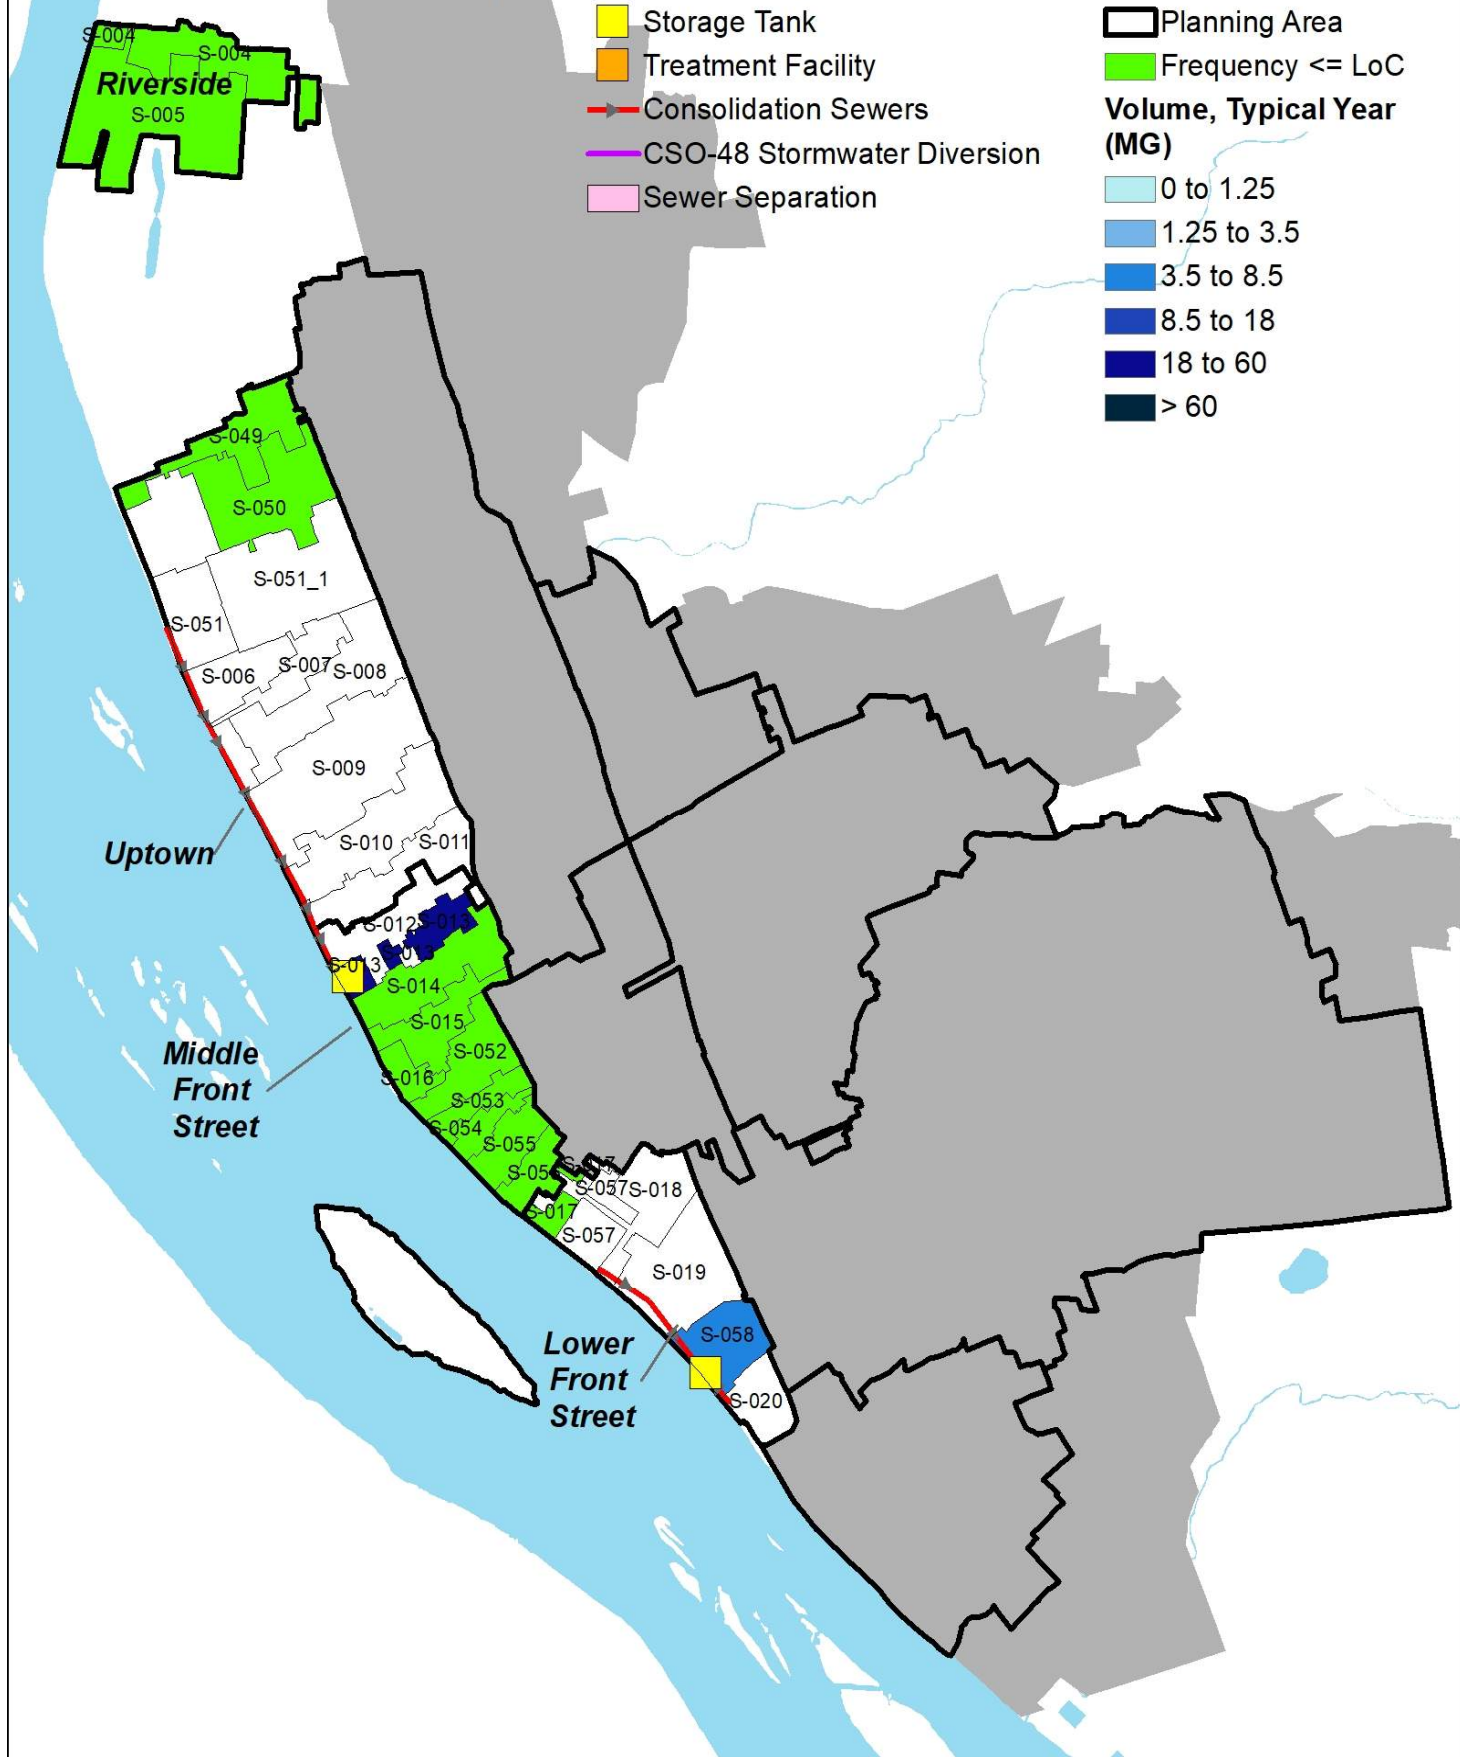 Storage Tank
Treatment Facility
Consolidation Sewers
CSO-48 Stormwater Diversion
Sewer Separation
Planning Area
Frequency <= LoC
Volume, Typical Year
(MG)
0 to 1.25
1.25 to 3.5
3.5 to 8.5
8.5 to 18
18 to 60
> 60
S-004
S-004
Riverside
S-005
S-049
S-050
S-051_1
S-051
S-006
S-007
S-008
S-009
S-010
S-011
Uptown
S-012
S-013
S-013
S-013
S-014
S-015
S-052
S-016
S-053
S-054
S-055
Middle
Front
Street
S-017
S-057
S-018
S-017
S-057
S-019
S-058
S-020
Lower
Front
Street